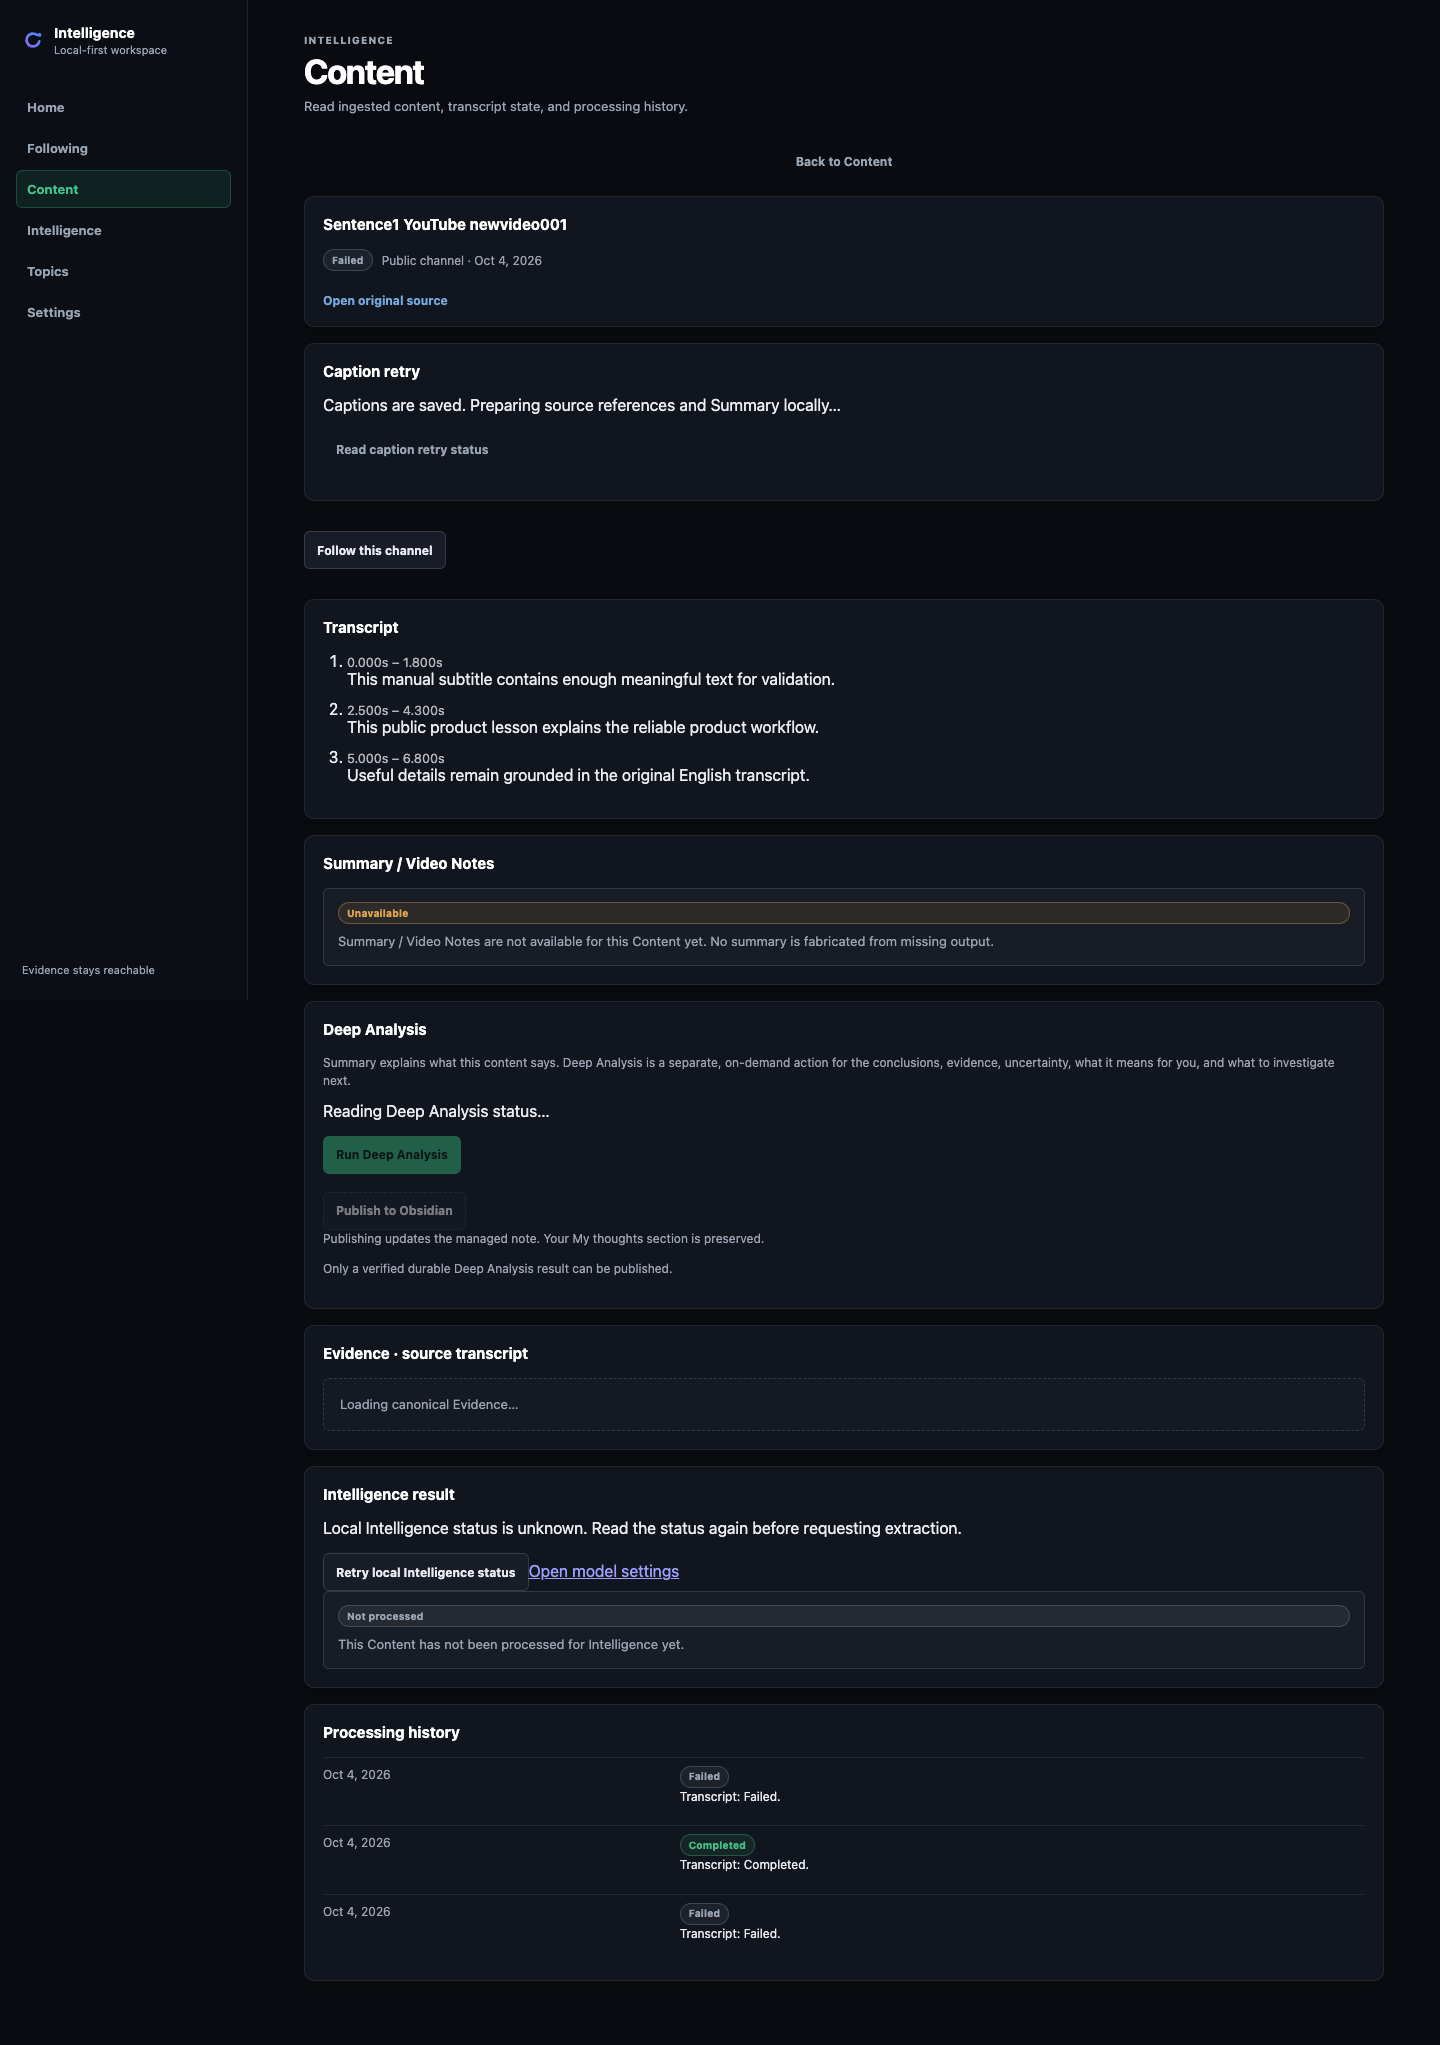 Intelligence
Local-first workspace
Home
Following
Content
Intelligence
Topics
Settings
Evidence stays reachable
INTELLIGENCE
Content
Read ingested content, transcript state, and processing history.
Back to Content
Sentence1 YouTube newvideo001
Failed Public channel · Oct 4, 2026
Open original source
Caption retry
Captions are saved. Preparing source references and Summary locally...
Read caption retry status
Follow this channel
Transcript
1. 0.000s – 1.800s
This manual subtitle contains enough meaningful text for validation.
2. 2.500s – 4.300s
This public product lesson explains the reliable product workflow.
3. 5.000s – 6.800s
Useful details remain grounded in the original English transcript.
Summary / Video Notes
Unavailable
Summary / Video Notes are not available for this Content yet. No summary is fabricated from missing output.
Deep Analysis
Summary explains what this content says. Deep Analysis is a separate, on-demand action for the conclusions, evidence, uncertainty, what it means for you, and what to investigate
next.
Reading Deep Analysis status...
Run Deep Analysis
Publish to Obsidian
Publishing updates the managed note. Your My thoughts section is preserved.
Only a verified durable Deep Analysis result can be published.
Evidence · source transcript
Loading canonical Evidence...
Intelligence result
Local Intelligence status is unknown. Read the status again before requesting extraction.
Retry local Intelligence status Open model settings
Not processed
This Content has not been processed for Intelligence yet.
Processing history
Oct 4, 2026 Failed
Transcript: Failed.
Oct 4, 2026 Completed
Transcript: Completed.
Oct 4, 2026 Failed
Transcript: Failed.